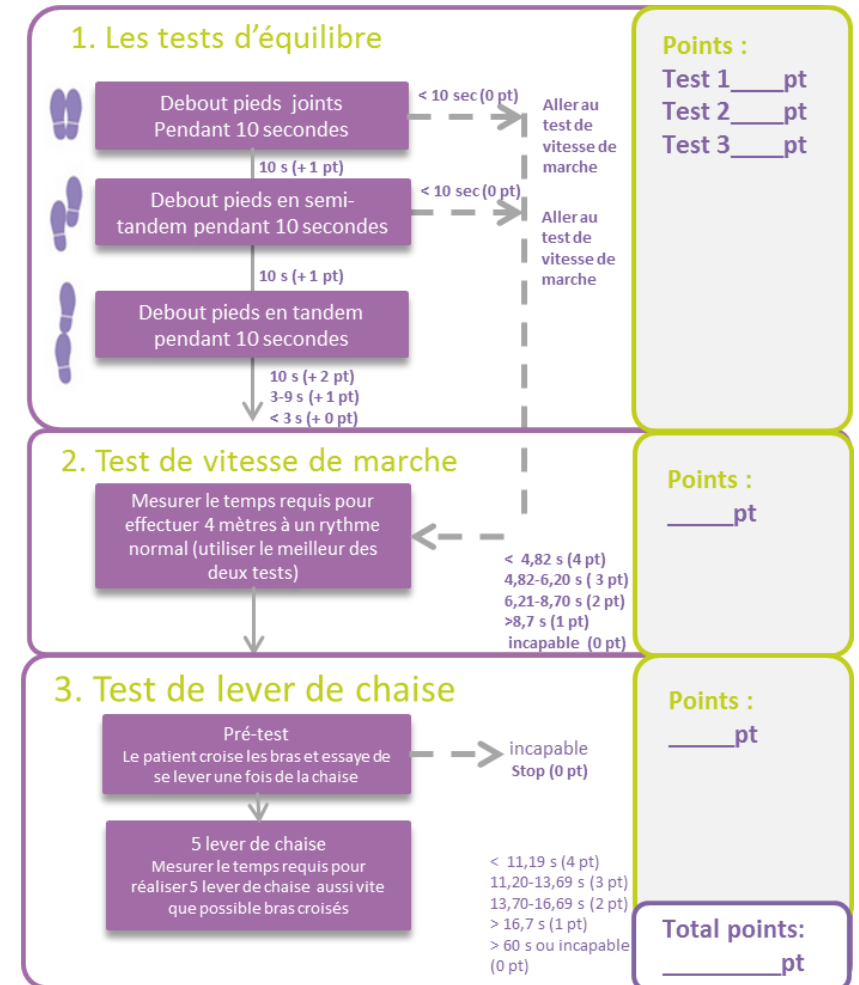 1. Les tests d'équilibre
Debout pieds joints
Pendant 10 secondes
< 10 sec (0 pt)
Aller au
test de
vitesse de
marche
10 s (+ 1 pt)
Debout pieds en semi-
tandem pendant 10 secondes
< 10 sec (0 pt)
Aller au
test de
vitesse de
marche
10 s (+ 1 pt)
Debout pieds en tandem
pendant 10 secondes
10 s (+ 2 pt)
3-9 s (+ 1 pt)
< 3 s (+ 0 pt)
Points :
Test 1____pt
Test 2____pt
Test 3____pt
2. Test de vitesse de marche
Mesurer le temps requis pour
effectuer 4 mètres à un rythme
normal (utiliser le meilleur des
deux tests)
< 4,82 s (4 pt)
4,82-6,20 s ( 3 pt)
6,21-8,70 s (2 pt)
>8,7 s (1 pt)
incapable (0 pt)
Points :
_____pt
3. Test de lever de chaise
Pré-test
Le patient croise les bras et essaye de
se lever une fois de la chaise
incapable
Stop (0 pt)
5 lever de chaise
Mesurer le temps requis pour
réaliser 5 lever de chaise aussi vite
que possible bras croisés
< 11,19 s (4 pt)
11,20-13,69 s (3 pt)
13,70-16,69 s (2 pt)
> 16,7 s (1 pt)
> 60 s ou incapable
(0 pt)
Points :
_____pt
Total points:
_________pt